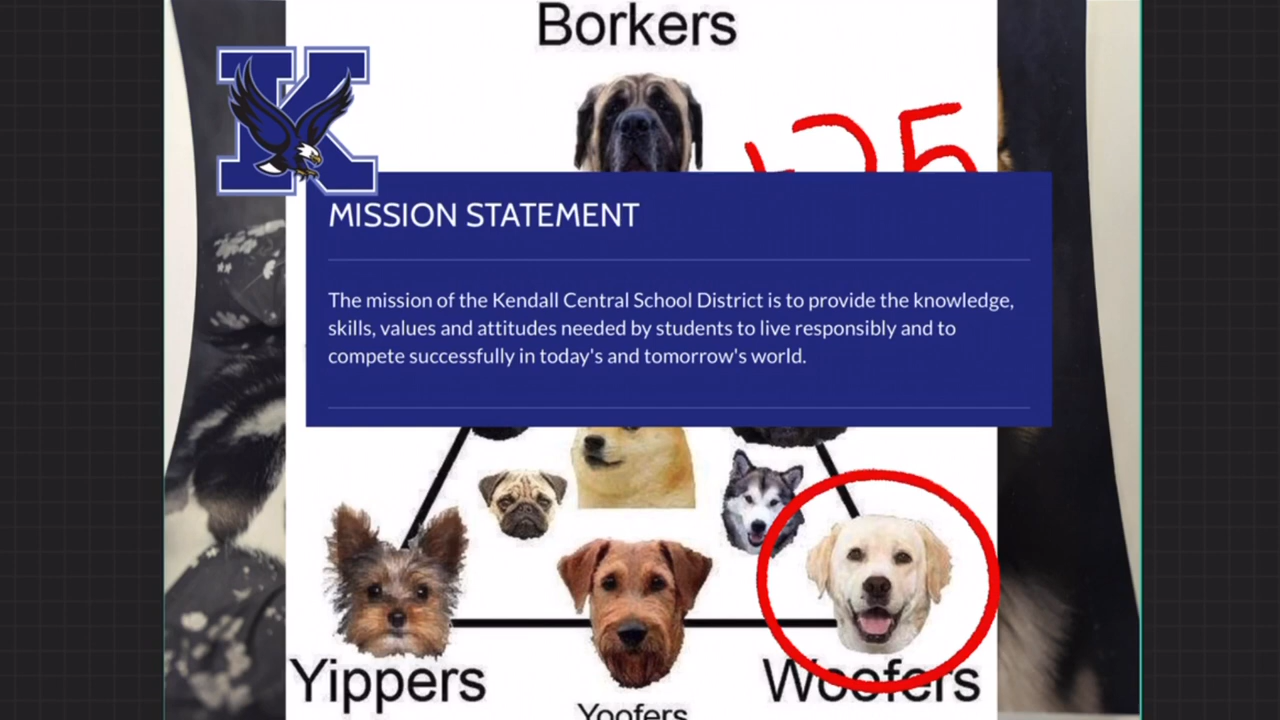 Borkers
+25
K
MISSION STATEMENT
The mission of the Kendall Central School District is to provide the knowledge,
skills, values and attitudes needed by students to live responsibly and to
compete successfully in today's and tomorrow's world.
Yippers
Woofers
Yoofers